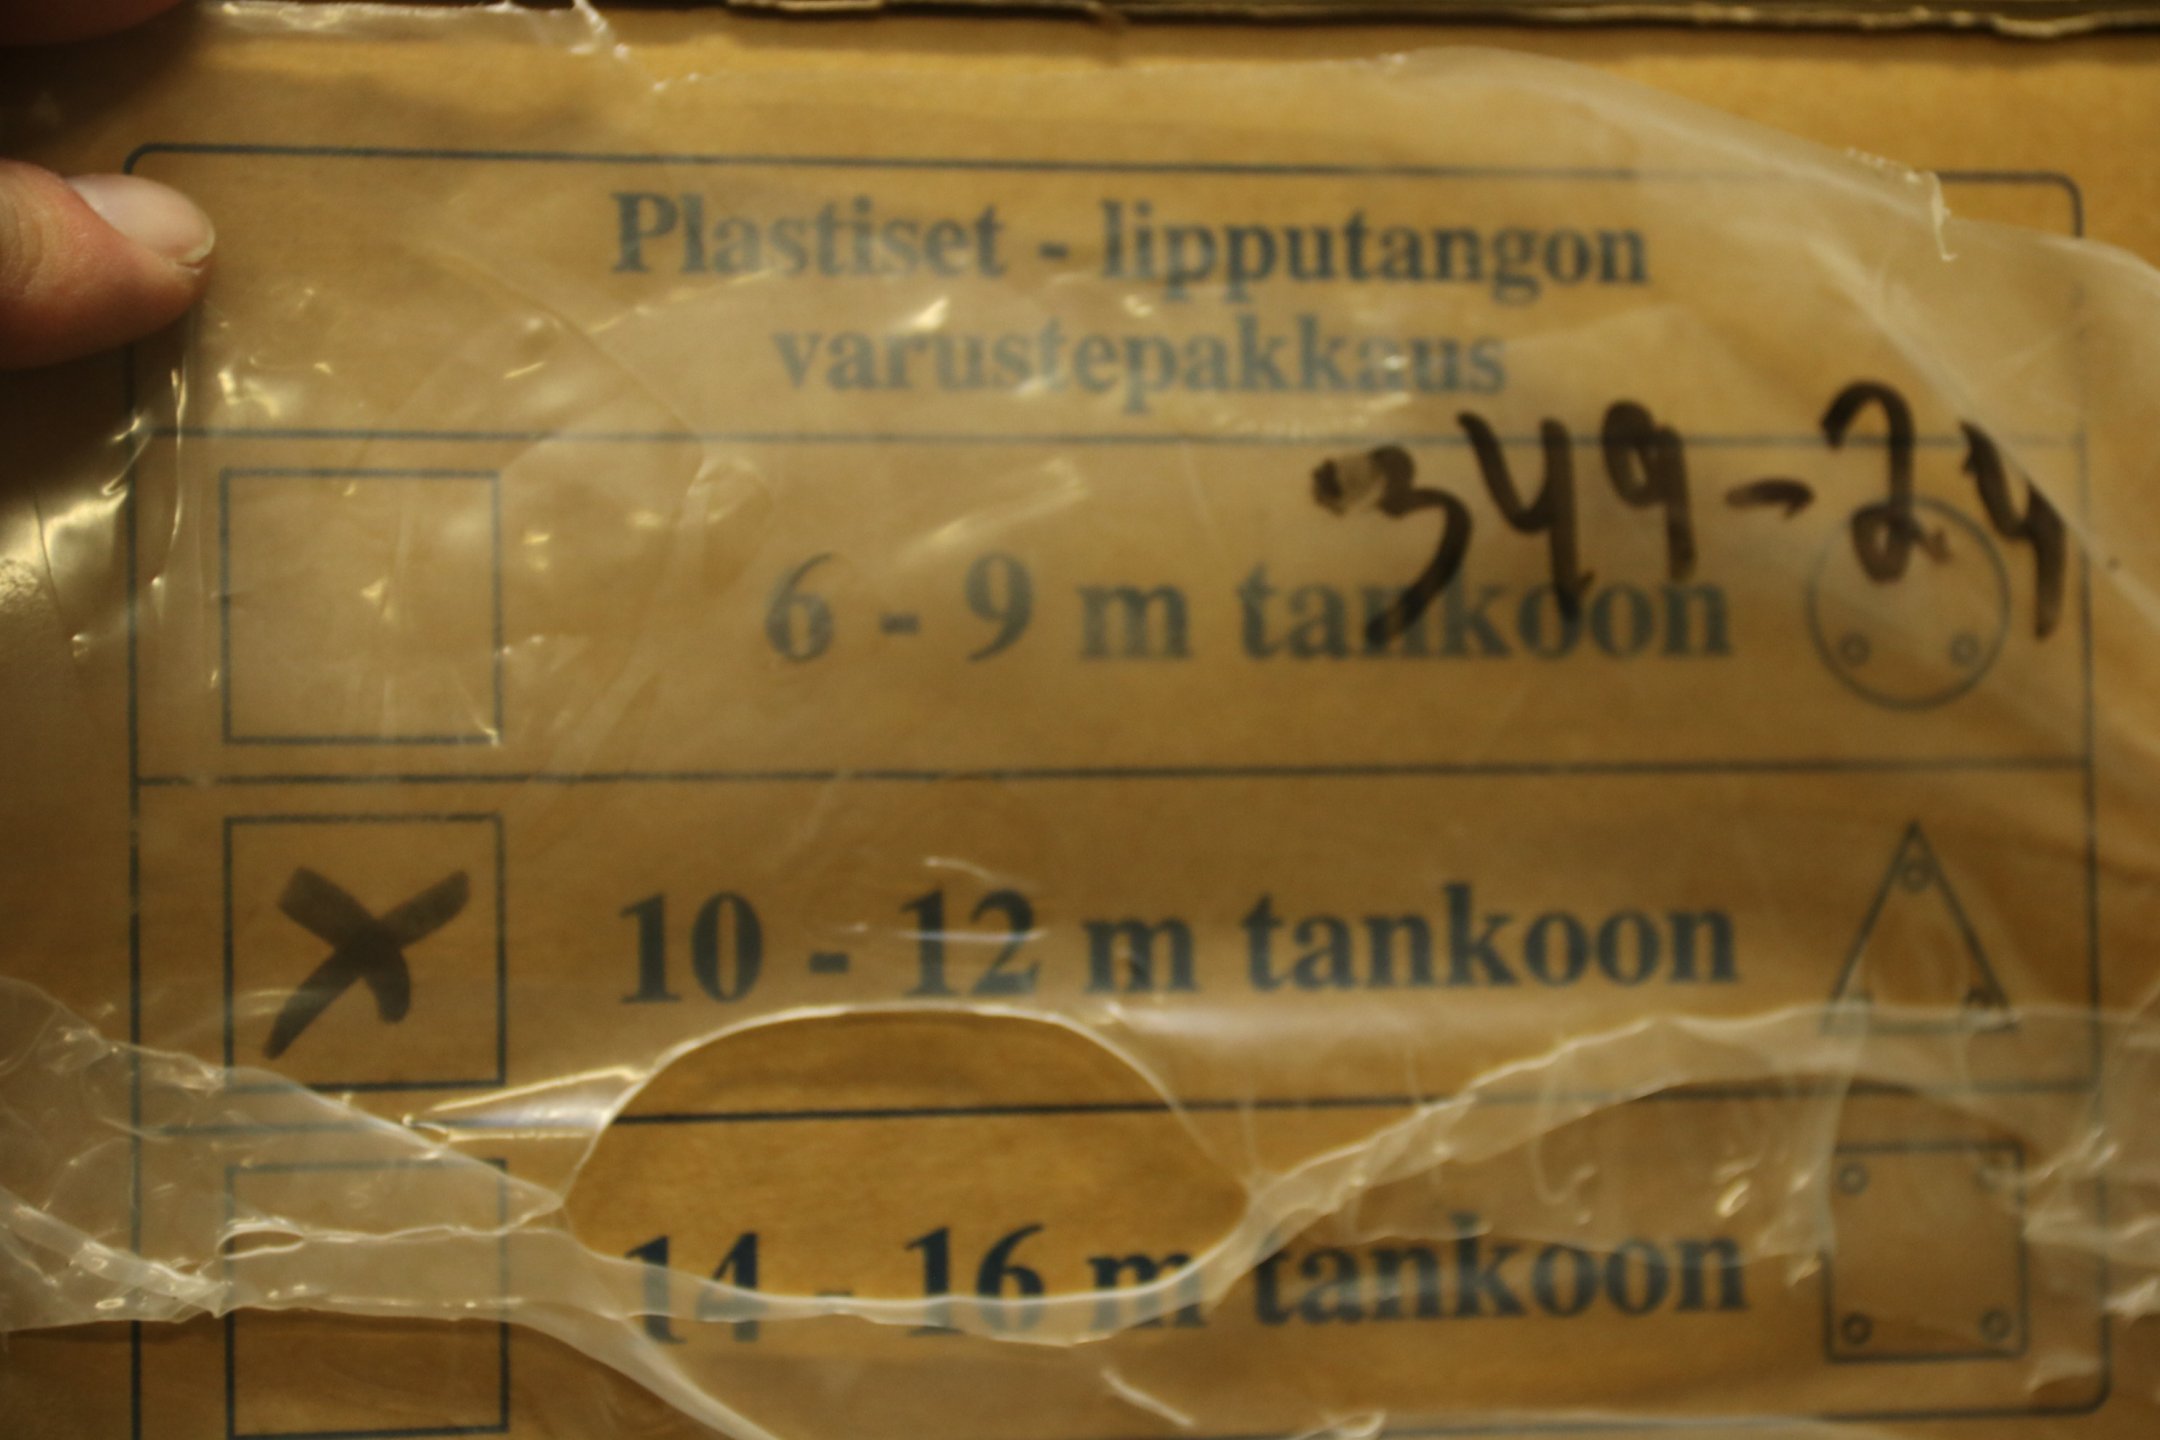 Plastiset - lipputangon
varustepakkaus
349-24
6 - 9 m tankoon
X 10 - 12 m tankoon
14 - 16 m tankoon